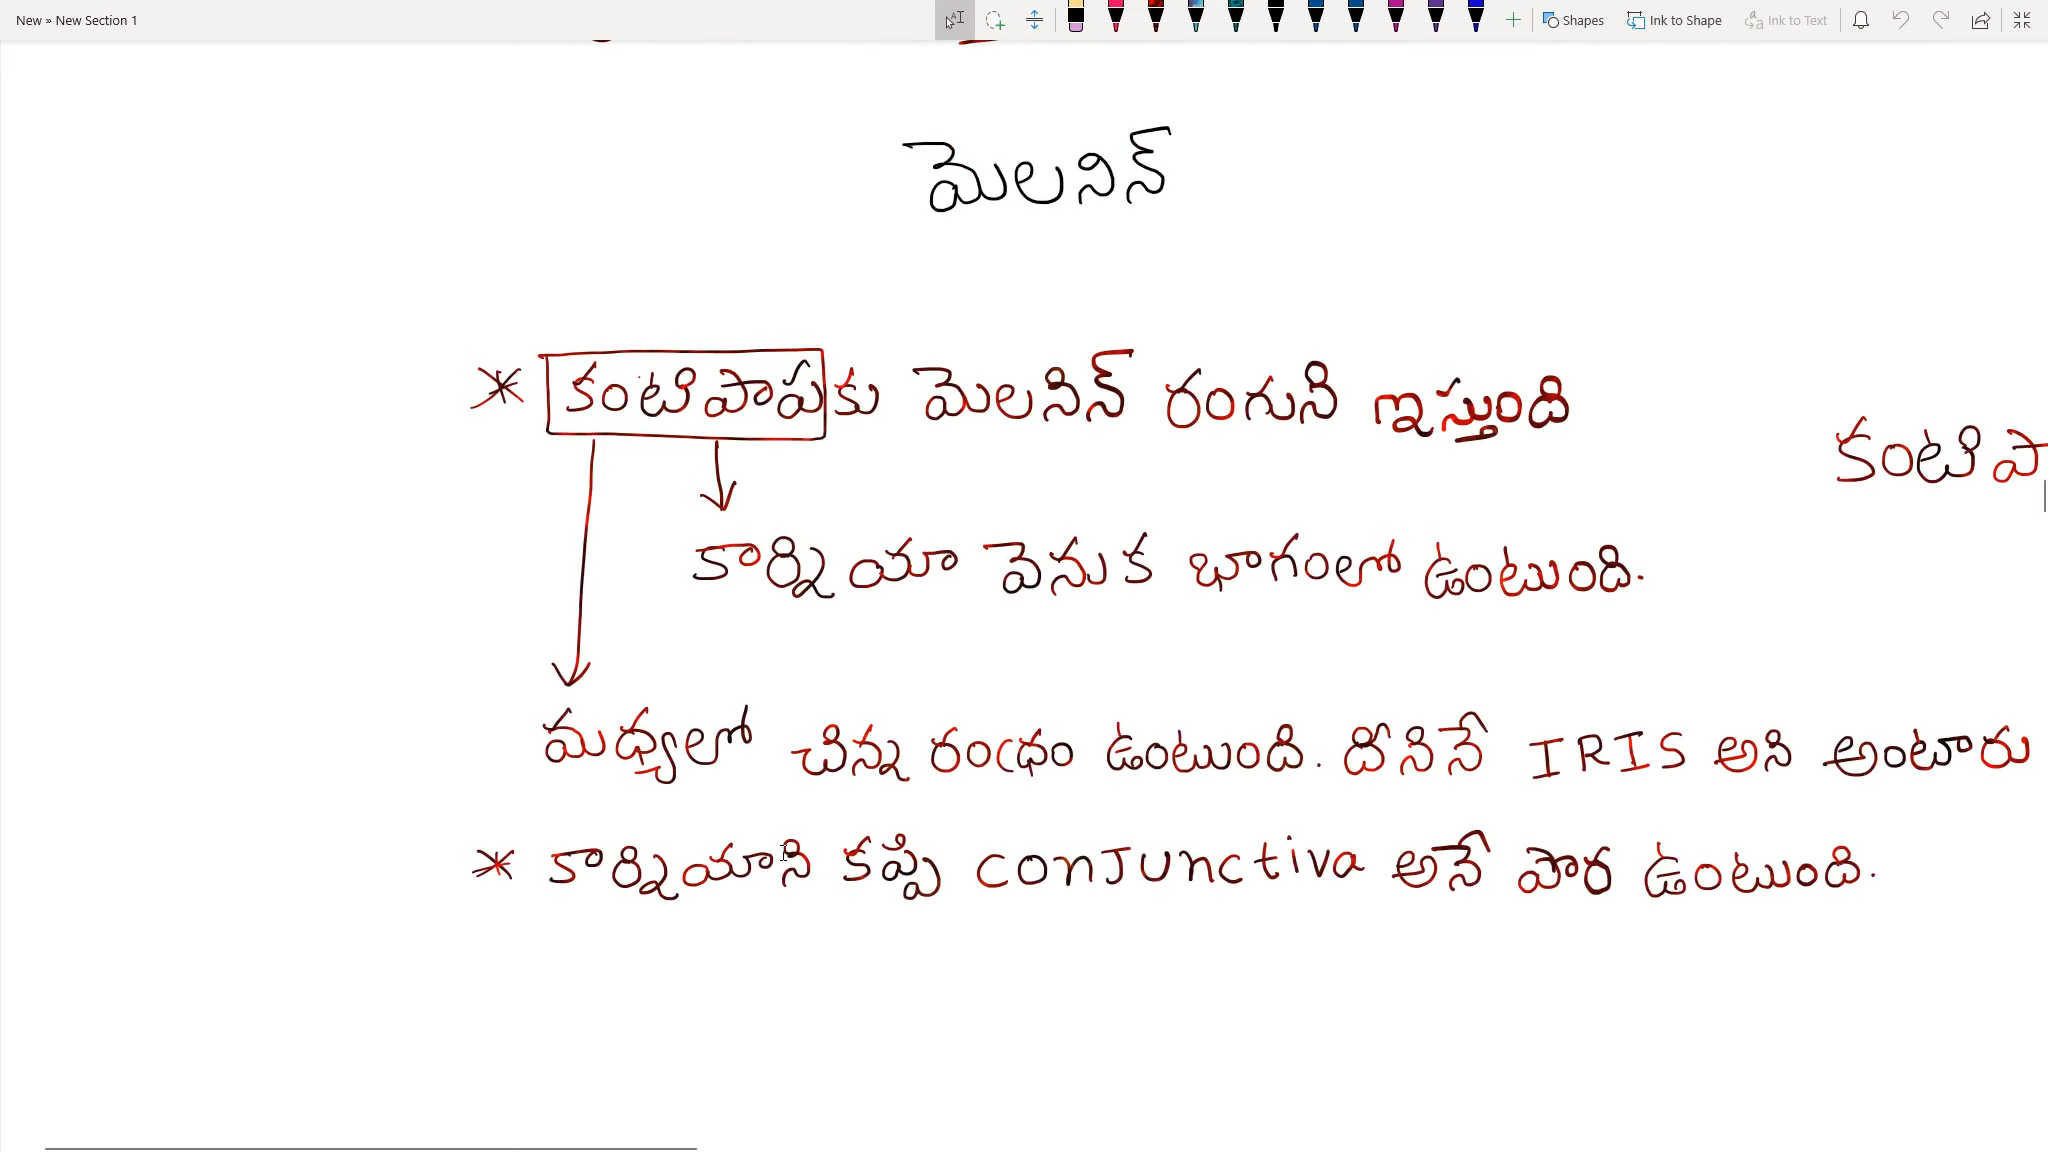 New » New Section 1
Shapes Ink to Shape Ink to Text
మెలనిన్
* కంటిపాపకు మెలనిన్ రంగుని ఇస్తుంది
కంటిపా
కార్నియా వెనుక భాగంలో ఉంటుంది.
మధ్యలో చిన్న రంధ్రం ఉంటుంది. దీనినే IRIS అని అంటారు
* కార్నియాని కప్పి conjunctiva అనే పొర ఉంటుంది.